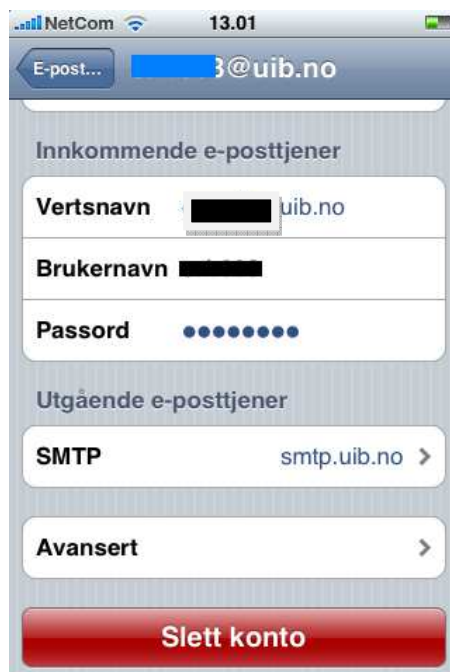 NetCom 13.01
E-post... @uib.no
Innkommende e-posttjener
Vertsnavn uib.no
Brukernavn
Passord ●●●●●●●●
Utgående e-posttjener
SMTP smtp.uib.no
Avansert
Slett konto